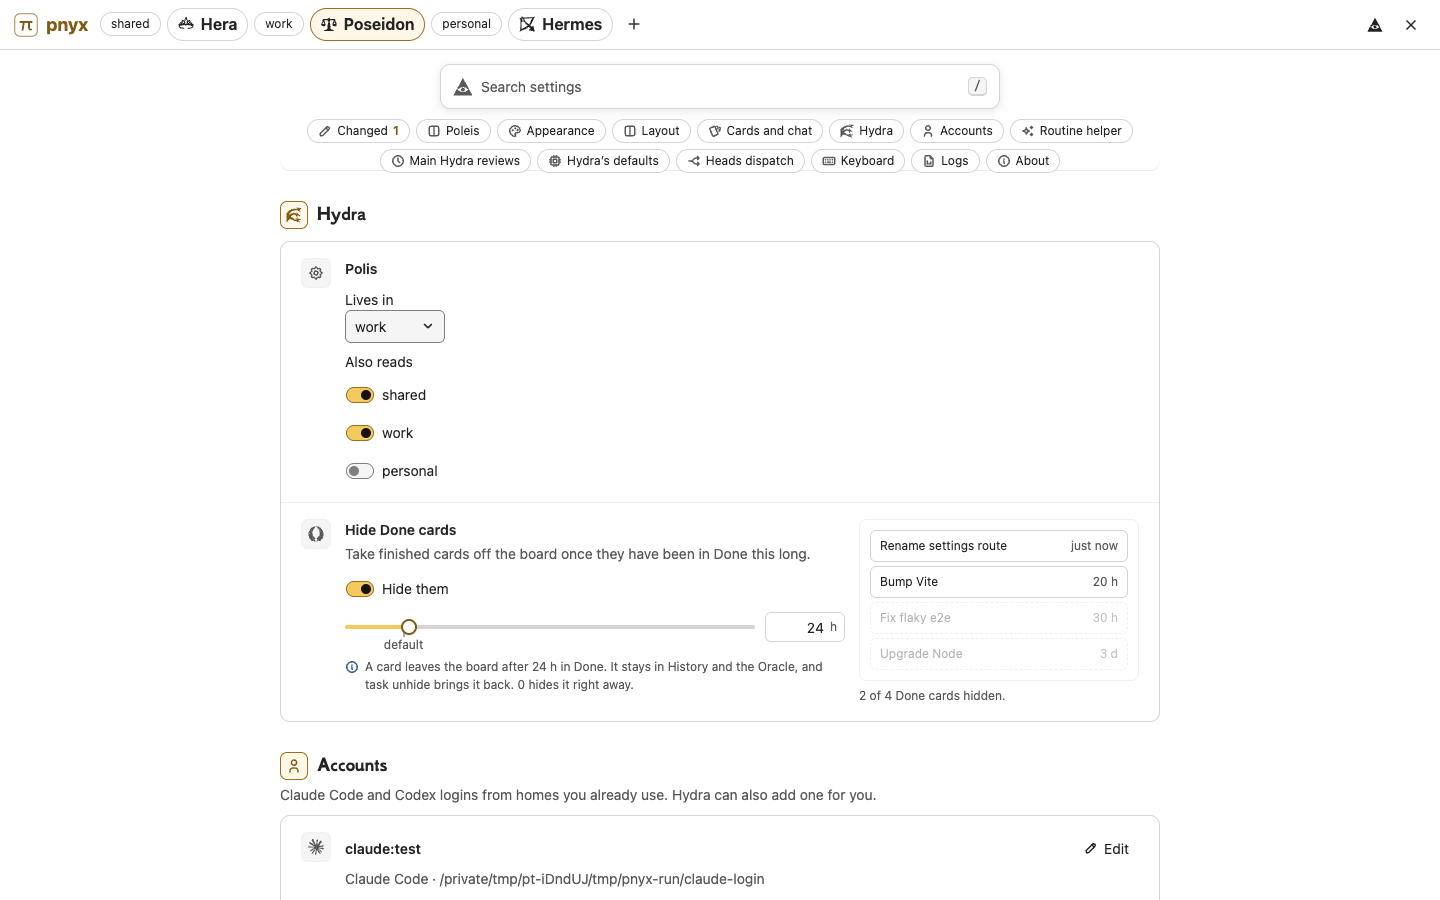 π pnyx shared Hera work Poseidon personal Hermes +
Search settings /
Changed 1 Poleis Appearance Layout Cards and chat Hydra Accounts Routine helper
Main Hydra reviews Hydra's defaults Heads dispatch Keyboard Logs About
Hydra
Polis
Lives in
work
Also reads
shared
work
personal
Hide Done cards
Take finished cards off the board once they have been in Done this long.
Hide them
24 h
default
A card leaves the board after 24 h in Done. It stays in History and the Oracle, and
task unhide brings it back. 0 hides it right away.
Rename settings route just now
Bump Vite 20 h
Fix flaky e2e 30 h
Upgrade Node 3 d
2 of 4 Done cards hidden.
Accounts
Claude Code and Codex logins from homes you already use. Hydra can also add one for you.
claude:test Edit
Claude Code · /private/tmp/pt-iDndUJ/tmp/pnyx-run/claude-login